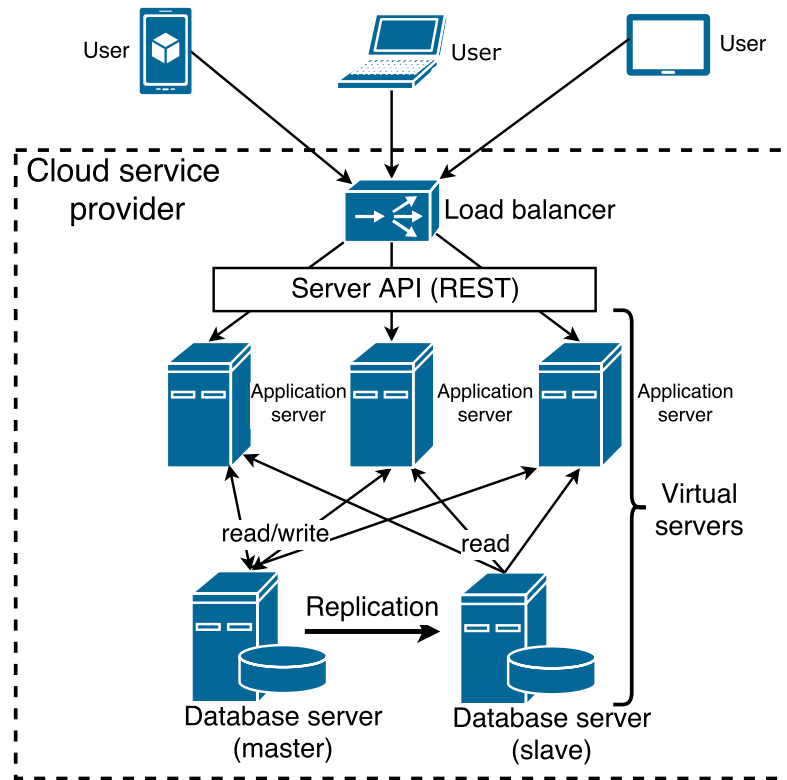 User
User
User
Cloud service
provider
Load balancer
Server API (REST)
Application
server
Application
server
Application
server
Virtual
servers
read/write
read
Replication
Database server
(master)
Database server
(slave)